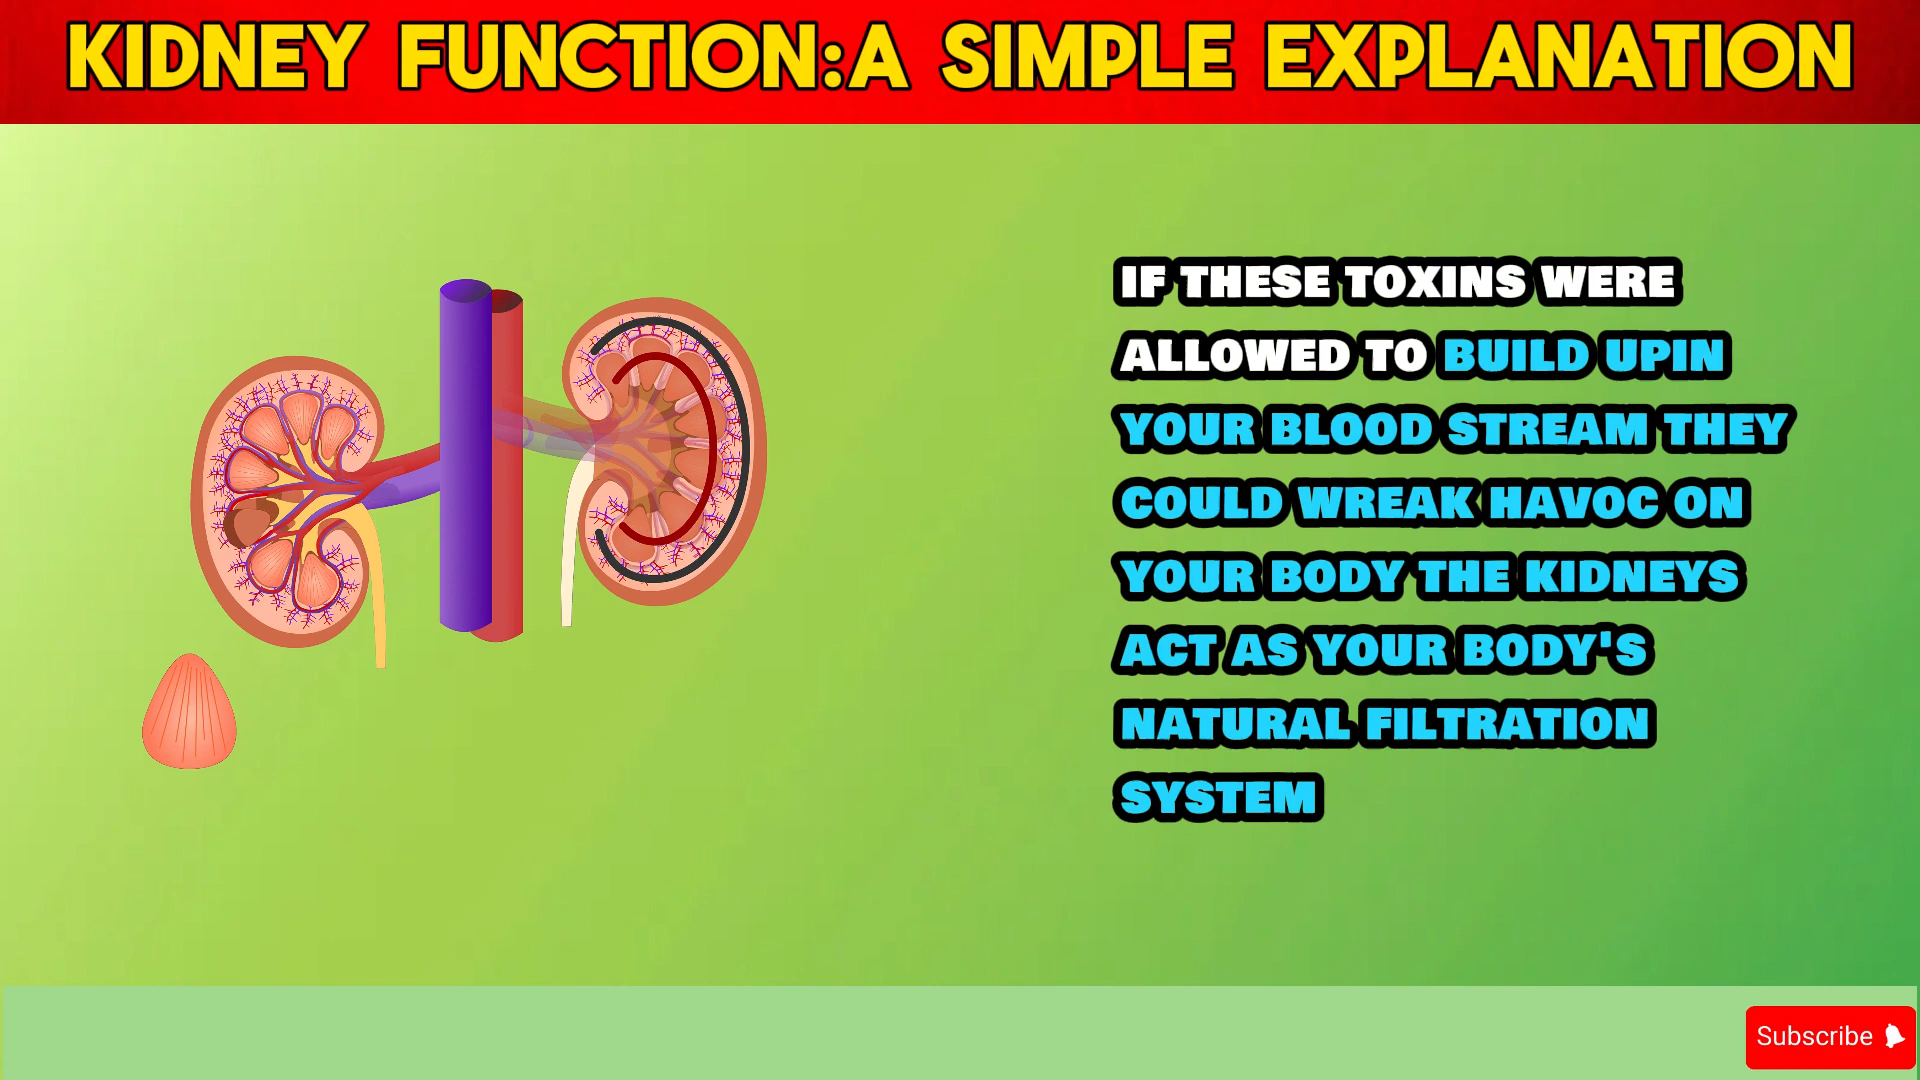 KIDNEY FUNCTION:A SIMPLE EXPLANATION
IF THESE TOXINS WERE
ALLOWED TO BUILD UPIN
YOUR BLOOD STREAM THEY
COULD WREAK HAVOC ON
YOUR BODY THE KIDNEYS
ACT AS YOUR BODY'S
NATURAL FILTRATION
SYSTEM
Subscribe